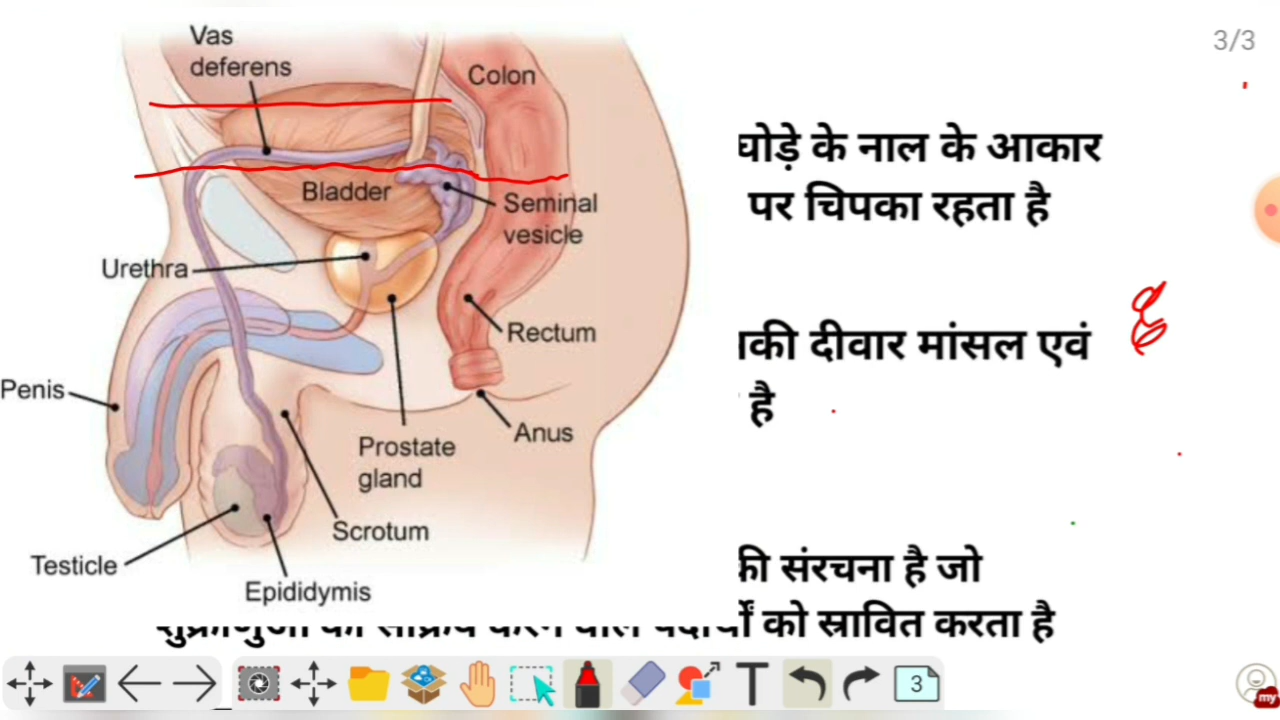 3/3
Vas
deferens
Colon
Bladder
Seminal
vesicle
Urethra
Rectum
Penis
Anus
Prostate
gland
Scrotum
Testicle
Epididymis
घोड़े के नाल के आकार
पर चिपका रहता है
दीवार मांसल एवं
है
की संरचना है जो
को स्रावित करता है
T
3
my